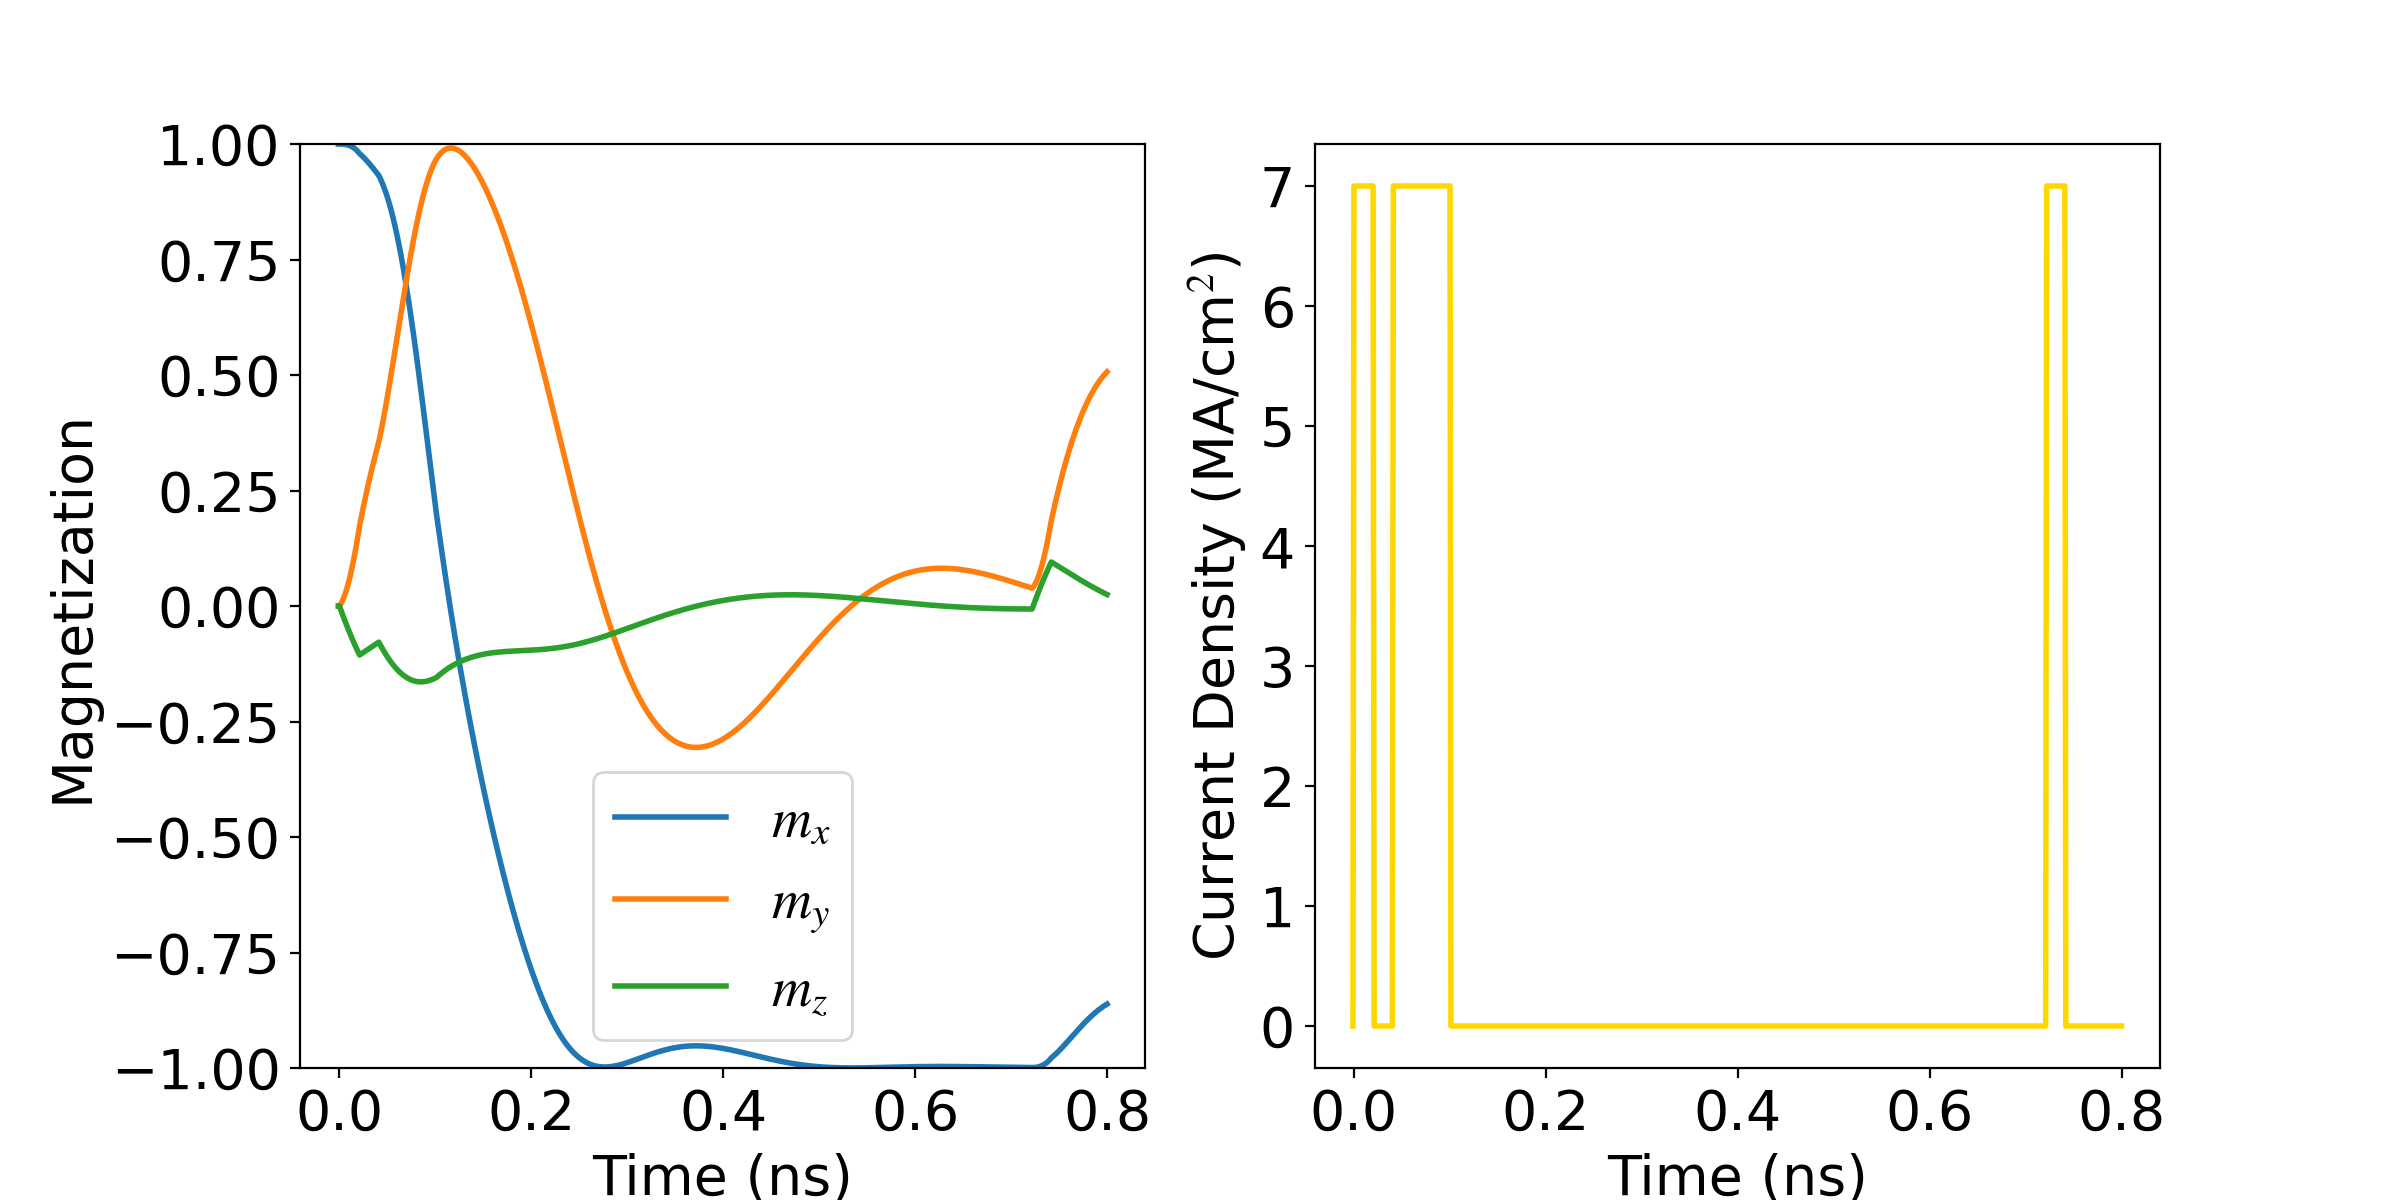 Magnetization
1.00
0.75
0.50
0.25
0.00
−0.25
−0.50
−0.75
−1.00
0.0 0.2 0.4 0.6 0.8
Time (ns)
m_x
m_y
m_z
Current Density (MA/cm²)
7
6
5
4
3
2
1
0
0.0 0.2 0.4 0.6 0.8
Time (ns)